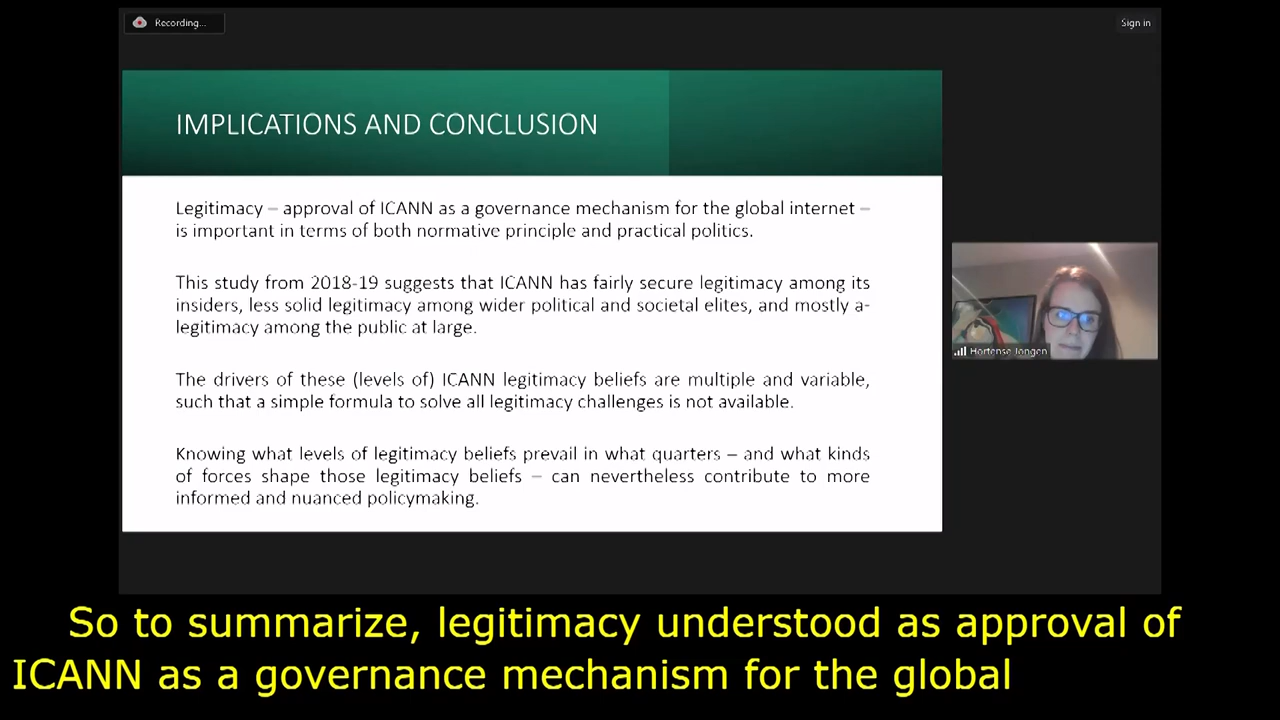 Recording...
Sign in
IMPLICATIONS AND CONCLUSION
Legitimacy – approval of ICANN as a governance mechanism for the global internet –
is important in terms of both normative principle and practical politics.
This study from 2018-19 suggests that ICANN has fairly secure legitimacy among its
insiders, less solid legitimacy among wider political and societal elites, and mostly a-
legitimacy among the public at large.
The drivers of these (levels of) ICANN legitimacy beliefs are multiple and variable,
such that a simple formula to solve all legitimacy challenges is not available.
Knowing what levels of legitimacy beliefs prevail in what quarters – and what kinds
of forces shape those legitimacy beliefs – can nevertheless contribute to more
informed and nuanced policymaking.
Hortense Jongen
So to summarize, legitimacy understood as approval of
ICANN as a governance mechanism for the global